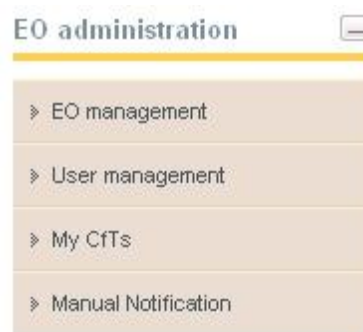 EO administration
EO management
User management
My CfTs
Manual Notification